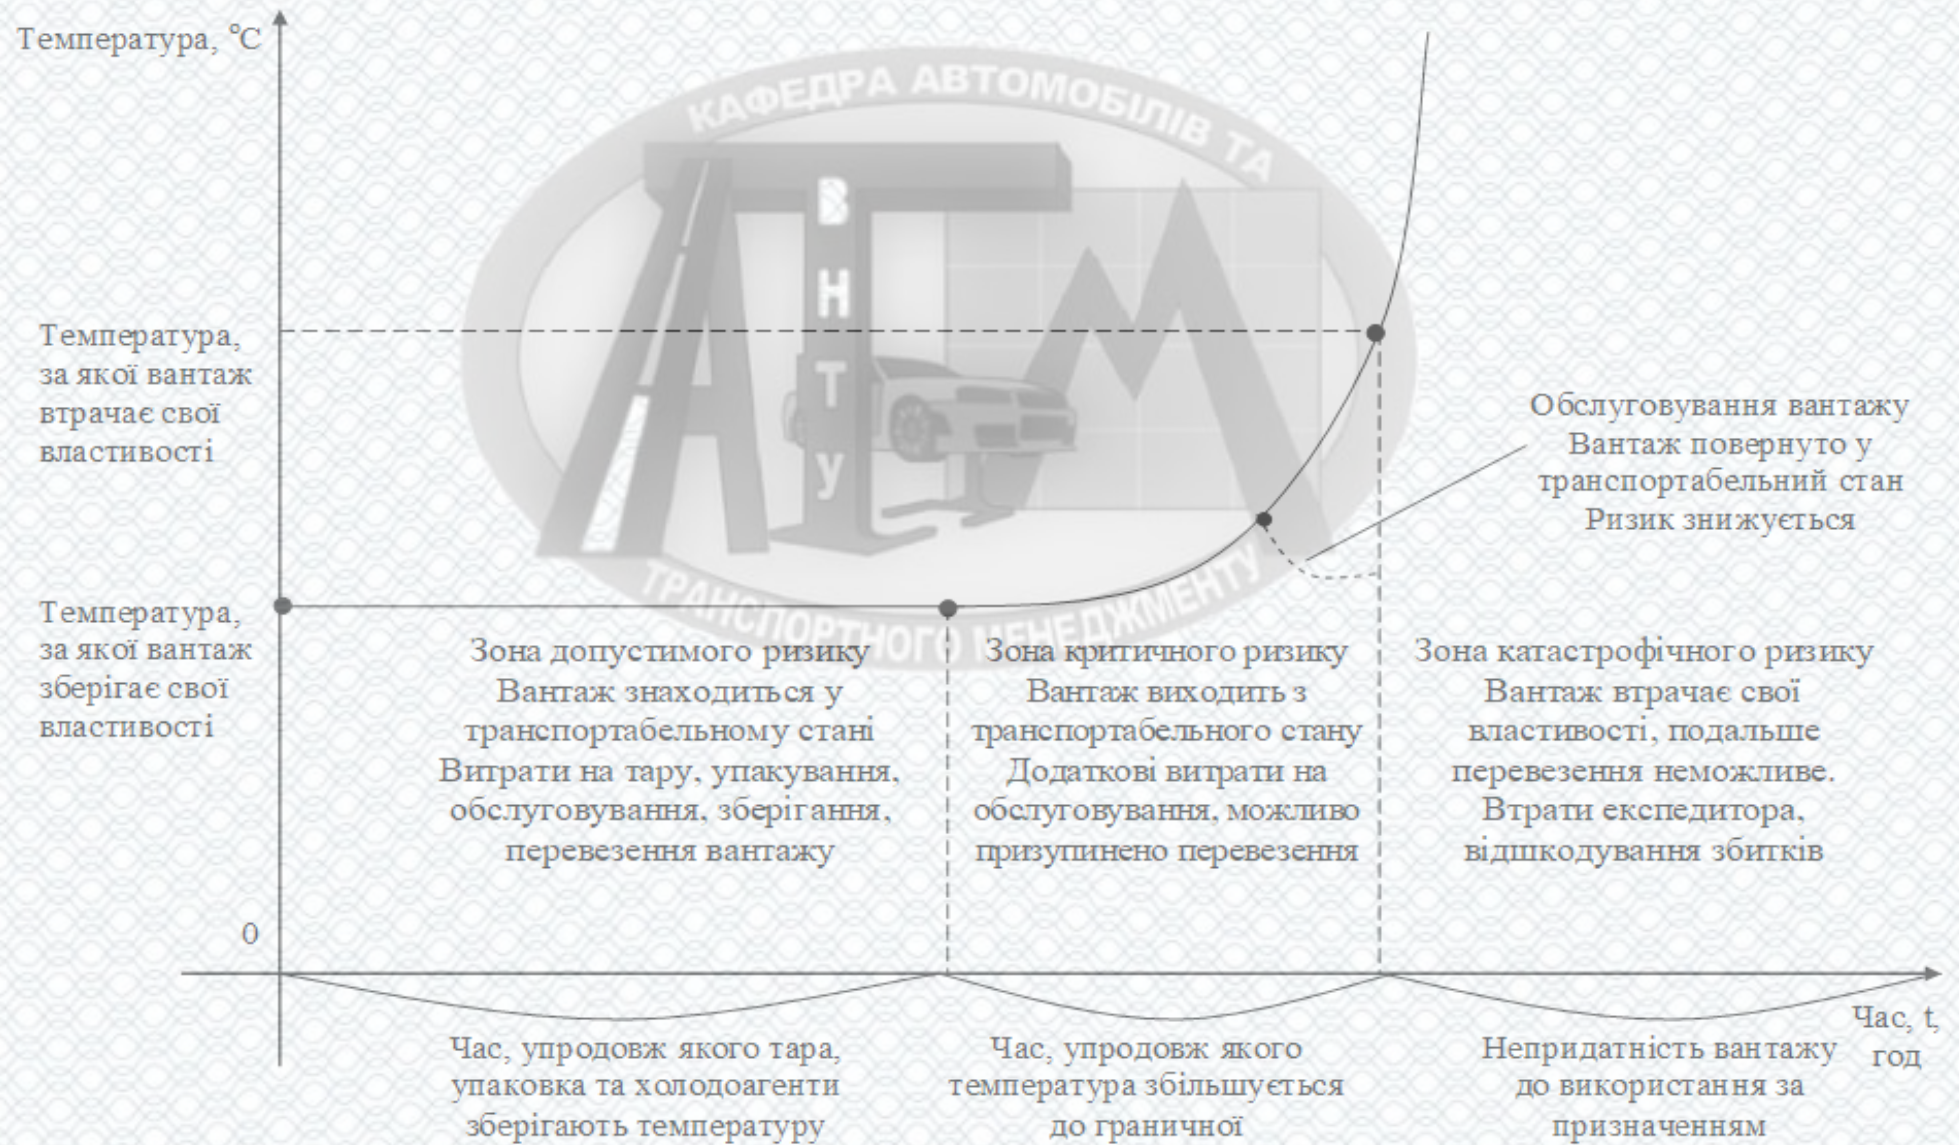 Температура, °C
КАФЕДРА АВТОМОБІЛІВ ТА
ВНТУ
ТРАНСПОРТНОГО МЕНЕДЖМЕНТУ
Температура,
за якої вантаж
втрачає свої
властивості
Обслуговування вантажу
Вантаж повернуто у
транспортабельний стан
Ризик знижується
Температура,
за якої вантаж
зберігає свої
властивості
Зона допустимого ризику
Вантаж знаходиться у
транспортабельному стані
Витрати на тару, упакування,
обслуговування, зберігання,
перевезення вантажу
Зона критичного ризику
Вантаж виходить з
транспортабельного стану
Додаткові витрати на
обслуговування, можливо
призупинено перевезення
Зона катастрофічного ризику
Вантаж втрачає свої
властивості, подальше
перевезення неможливе.
Втрати експедитора,
відшкодування збитків
0
Час, t,
год
Час, упродовж якого тара,
упаковка та холодоагенти
зберігають температуру
Час, упродовж якого
температура збільшується
до граничної
Непридатність вантажу
до використання за
призначенням